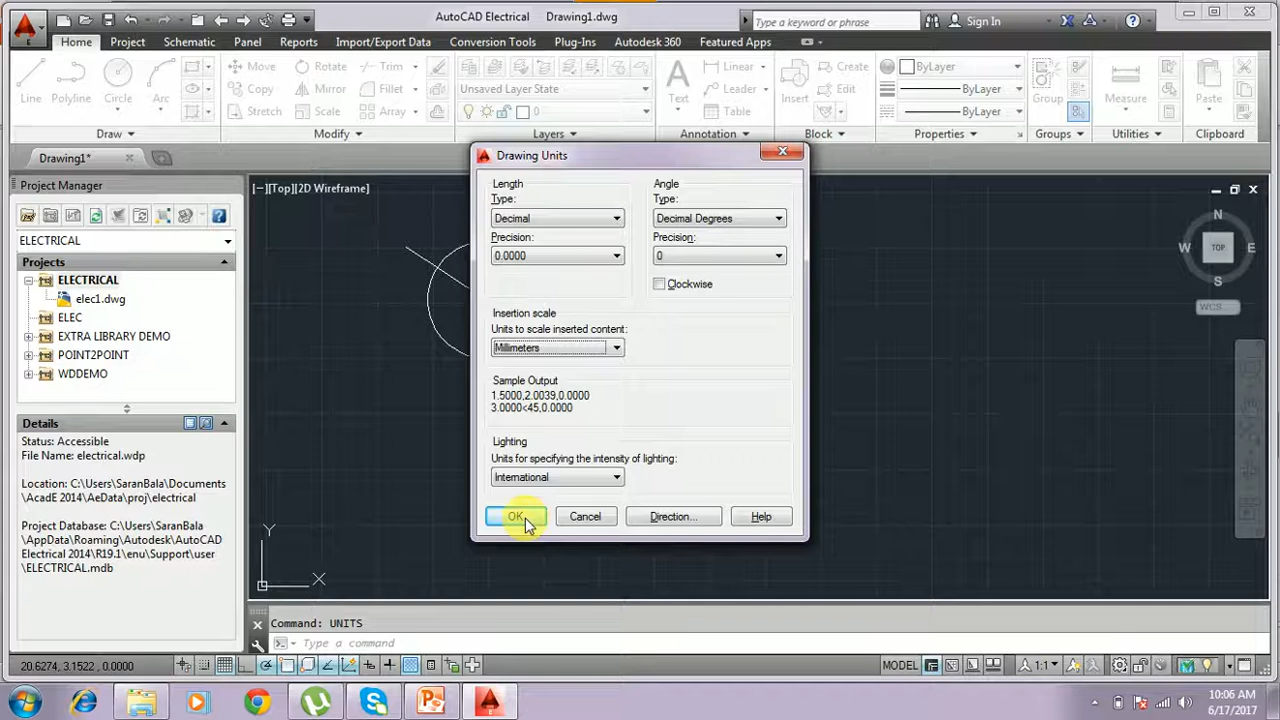 AutoCAD Electrical Drawing1.dwg
Type a keyword or phrase
Sign In
Home Project Schematic Panel Reports Import/Export Data Conversion Tools Plug-Ins Autodesk 360 Featured Apps
Line Polyline Circle Arc
Move Rotate Trim
Copy Mirror Fillet
Stretch Scale Array
Unsaved Layer State
0
Text
Linear
Leader
Table
Insert
Create
Edit
ByLayer
ByLayer
ByLayer
Group
Measure
Paste
Draw Modify Layers Annotation Block Properties Groups Utilities Clipboard
Drawing1*
Project Manager
ELECTRICAL
Projects
ELECTRICAL
elec1.dwg
ELEC
EXTRA LIBRARY DEMO
POINT2POINT
WDDEMO
Details
Status: Accessible
File Name: electrical.wdp
Location: C:\Users\SaranBala\Documents
\AcadE 2014\AeData\proj\electrical
Project Database: C:\Users\SaranBala
\AppData\Roaming\Autodesk\AutoCAD
Electrical 2014\R19.1\enu\Support\user
\ELECTRICAL.mdb
[−][Top][2D Wireframe]
Drawing Units
Length
Type:
Decimal
Precision:
0.0000
Angle
Type:
Decimal Degrees
Precision:
0
Clockwise
Insertion scale
Units to scale inserted content:
Millimeters
Sample Output
1.5000,2.0039,0.0000
3.0000<45,0.0000
Lighting
Units for specifying the intensity of lighting:
International
OK Cancel Direction... Help
N
W TOP E
S
WCS
Y
X
Command: UNITS
Type a command
20.6274, 3.1522, 0.0000
MODEL
1:1
10:06 AM
6/17/2017